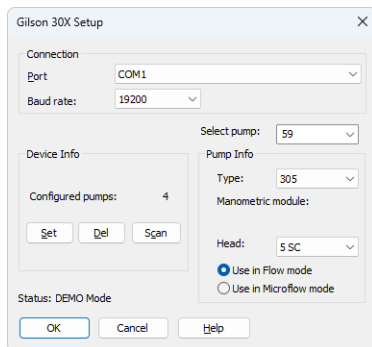 Gilson 30X Setup
Connection
Port COM1
Baud rate: 19200
Select pump: 59
Device Info
Configured pumps: 4
Set Del Scan
Pump Info
Type: 305
Manometric module:
Head: 5 SC
Use in Flow mode
Use in Microflow mode
Status: DEMO Mode
OK Cancel Help